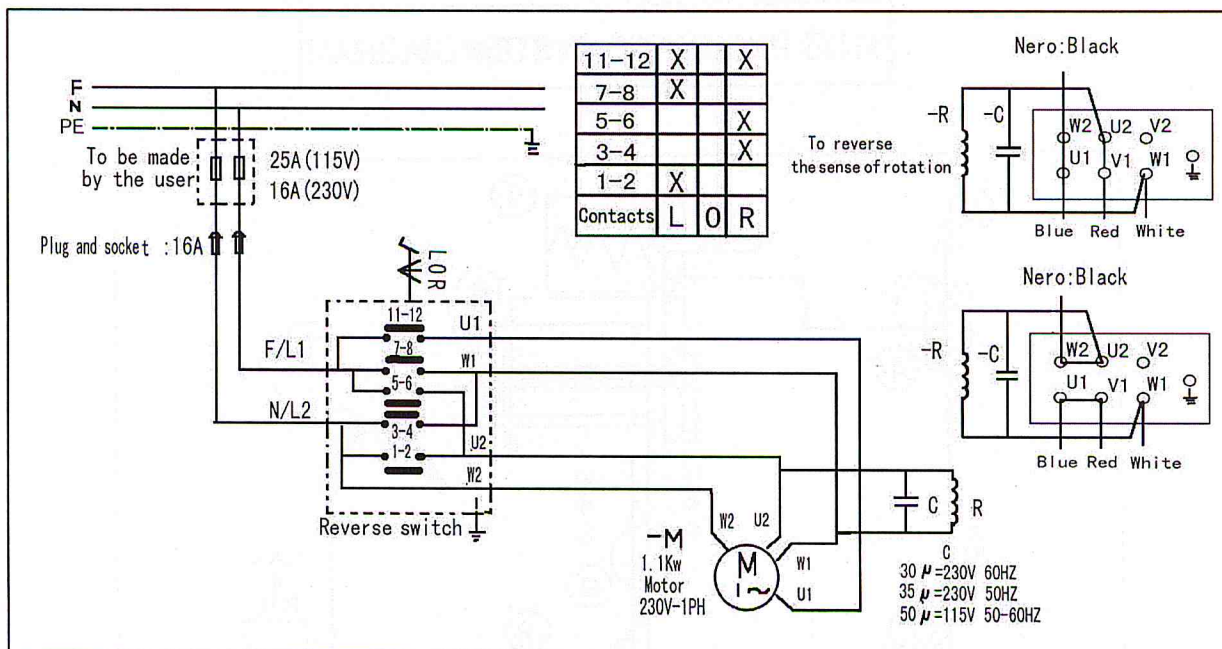 F
N
PE
To be made
by the user
25A(115V)
16A(230V)
Plug and socket :16A
11-12 X X
7-8 X
5-6 X
3-4 X
1-2 X
Contacts L O R
LOR
11-12
7-8
5-6
3-4
1-2
U1
W1
U2
W2
F/L1
N/L2
Reverse switch
-M
1.1Kw
Motor
230V-1PH
W2 U2
M
1~
W1
U1
C
R
C
30 μ=230V 60HZ
35 μ=230V 50HZ
50 μ=115V 50-60HZ
To reverse
the sense of rotation
Nero:Black
-R -C
W2 U2 V2
U1 V1 W1
Blue Red White
Nero:Black
-R -C
W2 U2 V2
U1 V1 W1
Blue Red White